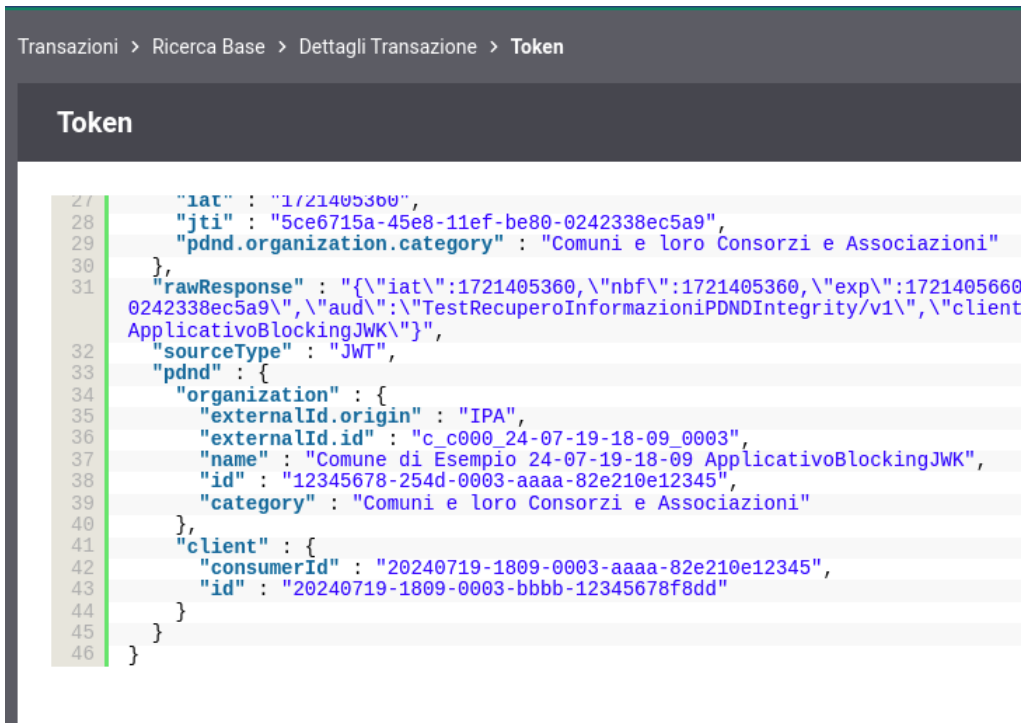 Transazioni > Ricerca Base > Dettagli Transazione > Token
Token
27 "iat" : "1721405360",
28 "jti" : "5ce6715a-45e8-11ef-be80-0242338ec5a9",
29 "pdnd.organization.category" : "Comuni e loro Consorzi e Associazioni"
30 },
31 "rawResponse" : "{\"iat\":1721405360,\"nbf\":1721405360,\"exp\":1721405660
0242338ec5a9\",\"aud\":\"TestRecuperoInformazioniPDNDIntegrity/v1\",\"client
ApplicativoBlockingJWK\"}",
32 "sourceType" : "JWT",
33 "pdnd" : {
34 "organization" : {
35 "externalId.origin" : "IPA",
36 "externalId.id" : "c_c000_24-07-19-18-09_0003",
37 "name" : "Comune di Esempio 24-07-19-18-09 ApplicativoBlockingJWK",
38 "id" : "12345678-254d-0003-aaaa-82e210e12345",
39 "category" : "Comuni e loro Consorzi e Associazioni"
40 },
41 "client" : {
42 "consumerId" : "20240719-1809-0003-aaaa-82e210e12345",
43 "id" : "20240719-1809-0003-bbbb-12345678f8dd"
44 }
45 }
46 }